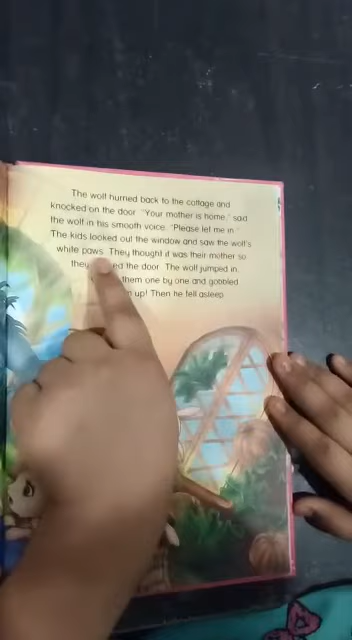 The wolf hurried back to the cottage and
knocked on the door. "Your mother is home," said
the wolf in his smooth voice. "Please let me in."
The kids looked out the window and saw the wolf's
white paws. They thought it was their mother so
they the door. The wolf jumped in,
them one by one and gobbled
up! Then he fell asleep.